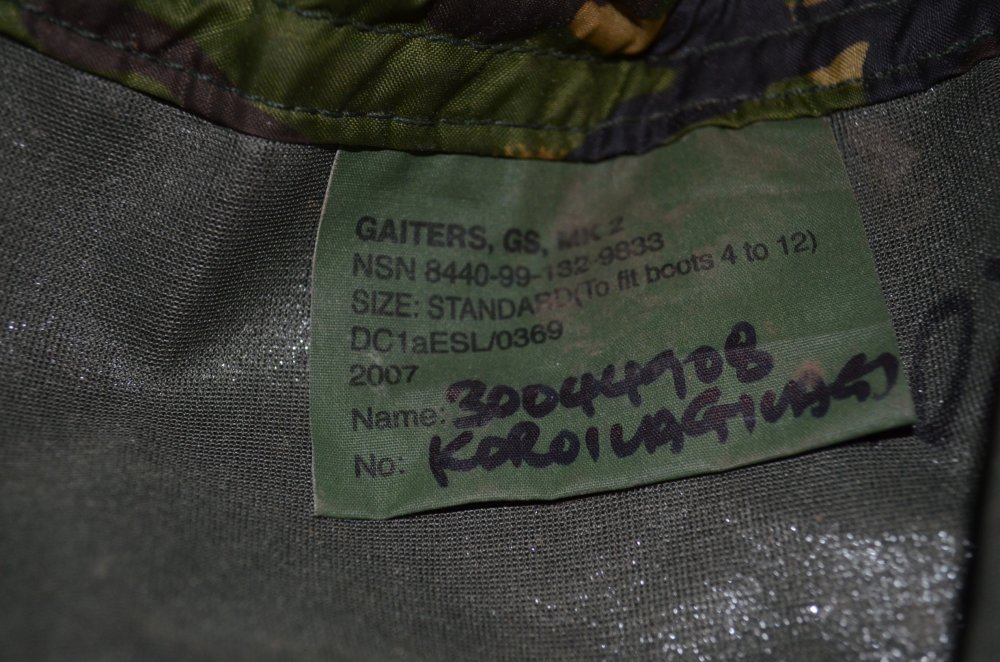 GAITERS, GS, MK 2
NSN 8440-99-132-9833
SIZE: STANDARD (To fit boots 4 to 12)
DC1aESL/0369
2007
Name: 30044908
No: